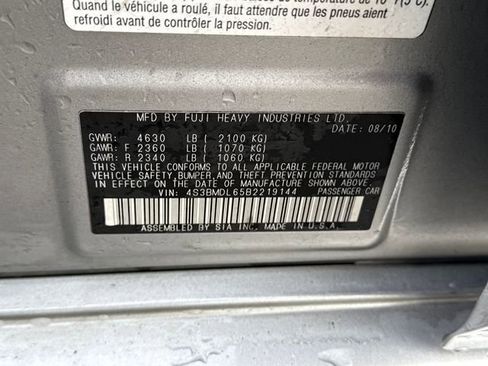 Quand le véhicule a roulé, il faut attendre que les pneus aient
refroidi avant de contrôler la pression.
MFD BY FUJI HEAVY INDUSTRIES LTD.
DATE: 08/10
GVWR: 4630 LB ( 2100 KG)
GAWR: F 2360 LB ( 1070 KG)
GAWR: R 2340 LB ( 1060 KG)
THIS VEHICLE CONFORMS TO ALL APPLICABLE FEDERAL MOTOR
VEHICLE SAFETY, BUMPER, AND THEFT PREVENTION STANDARDS
IN EFFECT ON THE DATE OF MANUFACTURE SHOWN ABOVE.
VIN: 4S3BMDL65B2219144 PASSENGER CAR
ASSEMBLED BY SIA INC. MADE IN U.S.A.